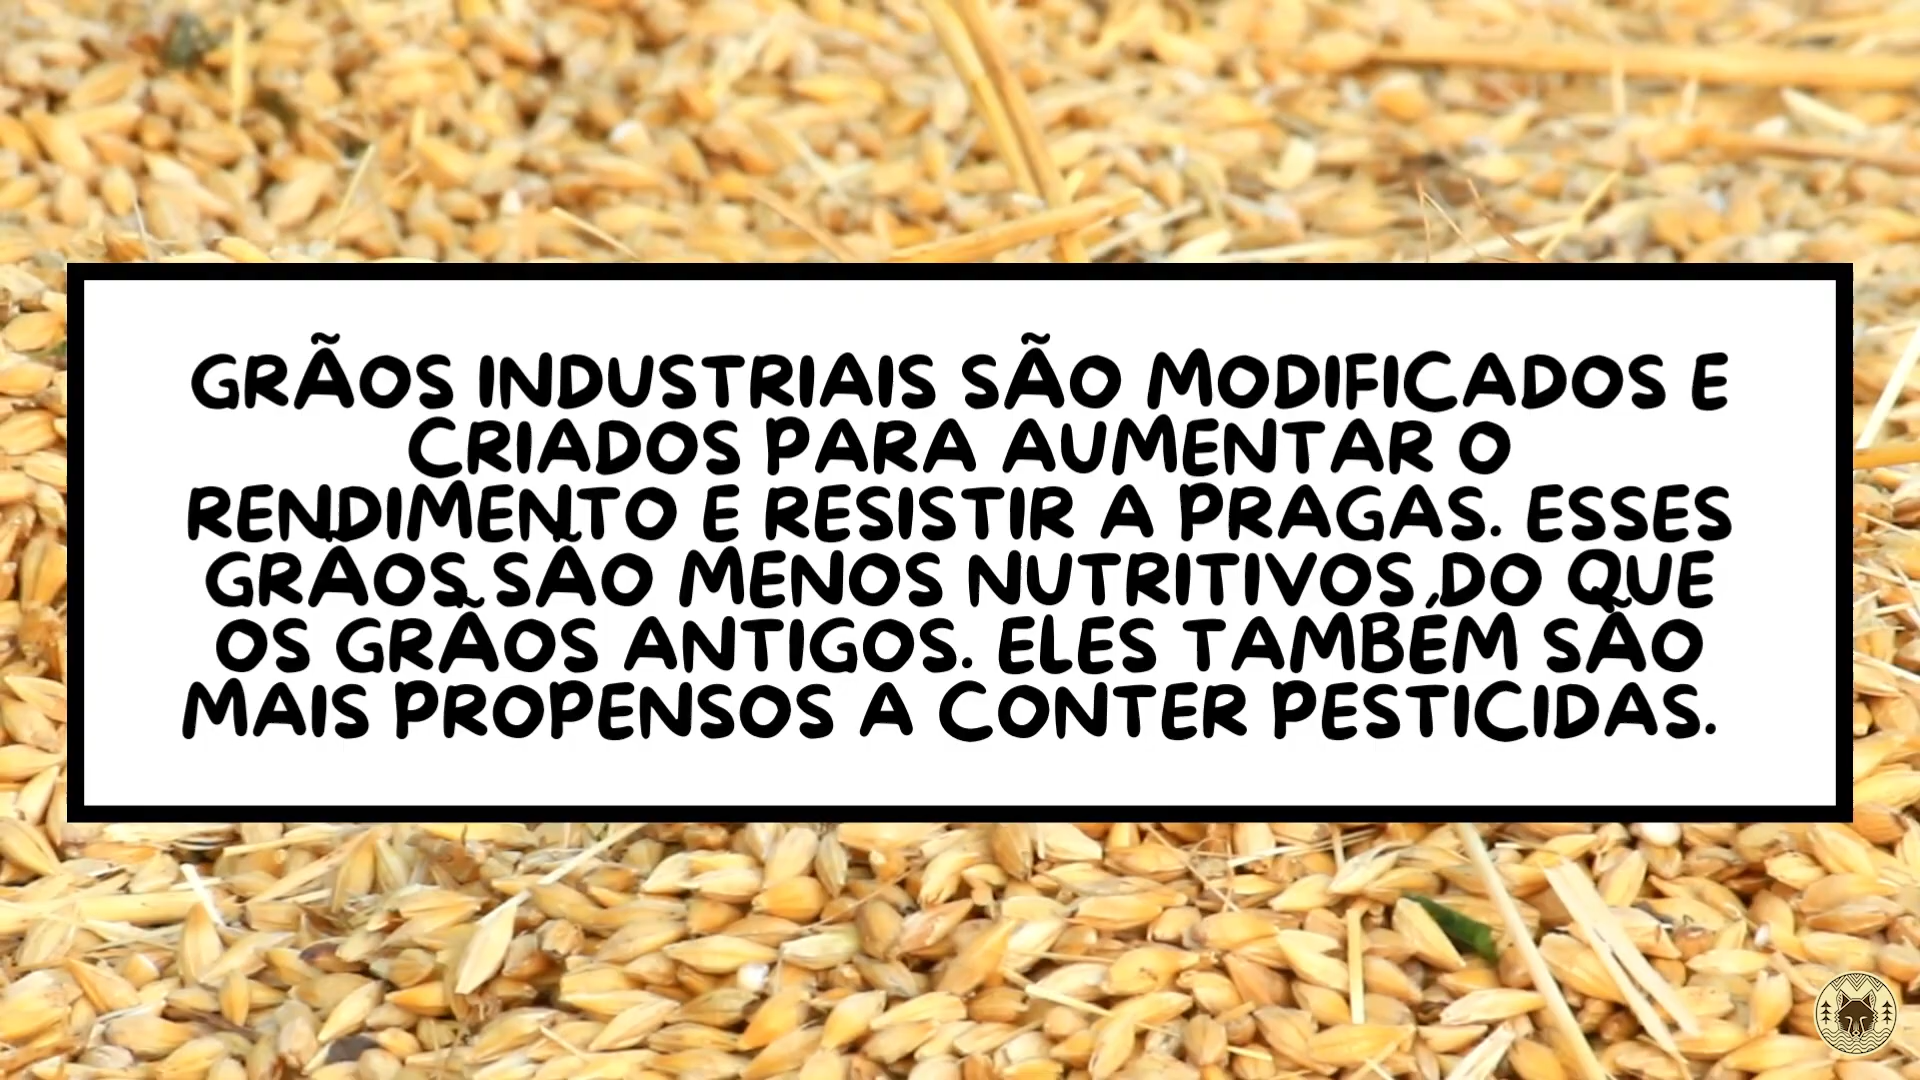 GRÃOS INDUSTRIAIS SÃO MODIFICADOS E
CRIADOS PARA AUMENTAR O
RENDIMENTO E RESISTIR A PRAGAS. ESSES
GRÃOS SÃO MENOS NUTRITIVOS DO QUE
OS GRÃOS ANTIGOS. ELES TAMBÉM SÃO
MAIS PROPENSOS A CONTER PESTICIDAS.